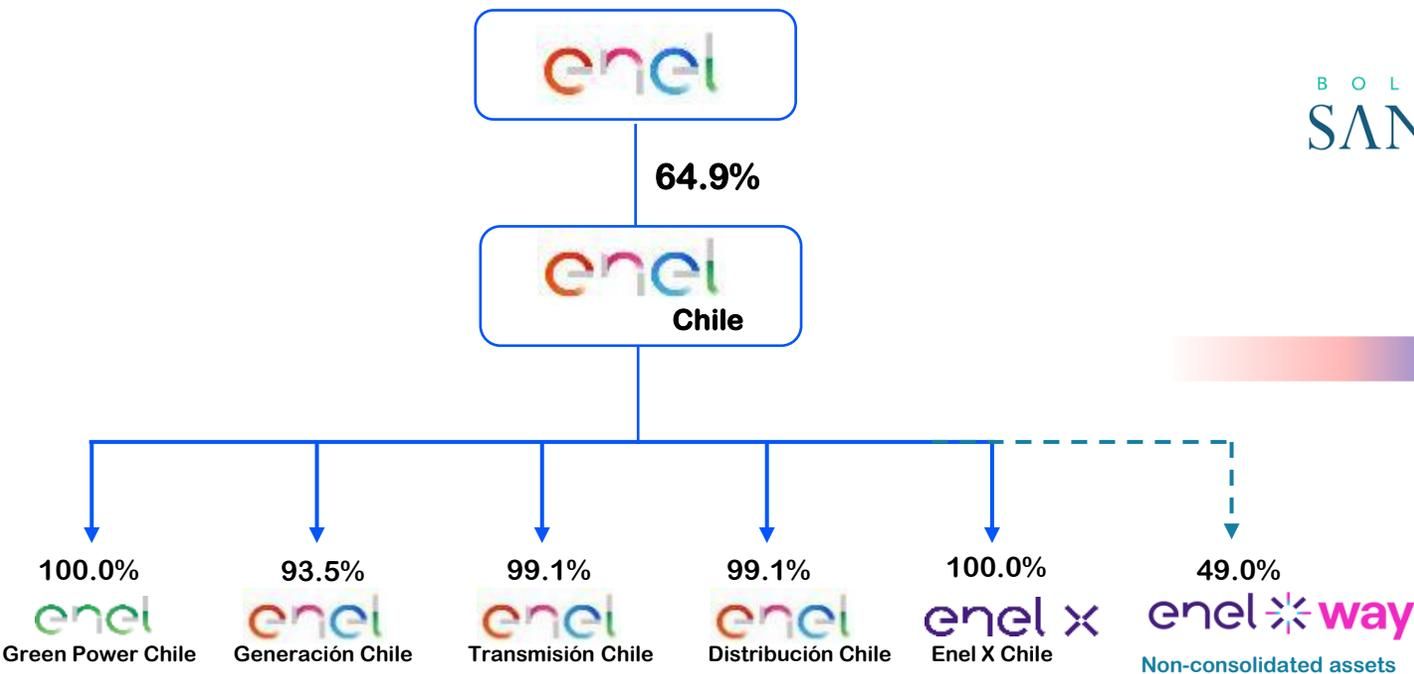 enel
B O L
SAN
64.9%
enel
Chile
100.0%
93.5%
99.1%
99.1%
100.0%
49.0%
enel
enel
enel
enel
enel x
enel way
Green Power Chile
Generación Chile
Transmisión Chile
Distribución Chile
Enel X Chile
Non-consolidated assets